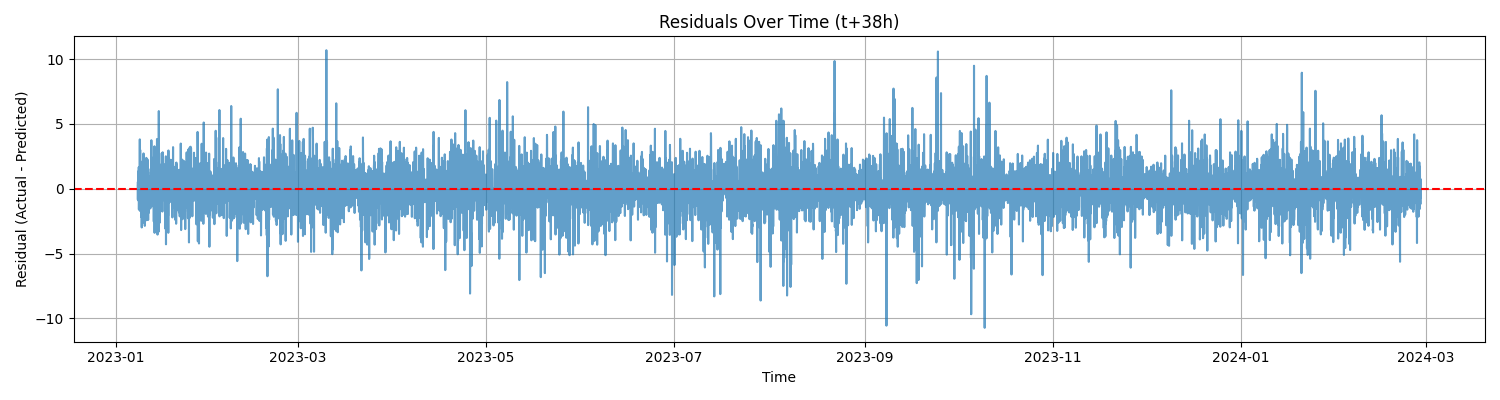 Residuals Over Time (t+38h)
Residual (Actual - Predicted)
10
5
0
−5
−10
2023-01 2023-03 2023-05 2023-07 2023-09 2023-11 2024-01 2024-03
Time